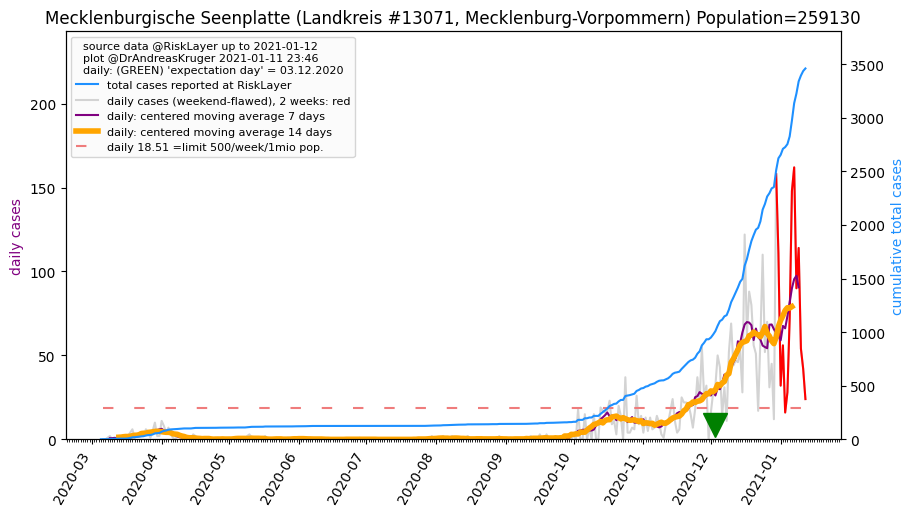 Mecklenburgische Seenplatte (Landkreis #13071, Mecklenburg-Vorpommern) Population=259130
source data @RiskLayer up to 2021-01-12
plot @DrAndreasKruger 2021-01-11 23:46
daily: (GREEN) 'expectation day' = 03.12.2020
total cases reported at RiskLayer
daily cases (weekend-flawed), 2 weeks: red
daily: centered moving average 7 days
daily: centered moving average 14 days
daily 18.51 =limit 500/week/1mio pop.
daily cases
200
150
100
50
0
cumulative total cases
3500
3000
2500
2000
1500
1000
500
0
2020-03
2020-04
2020-05
2020-06
2020-07
2020-08
2020-09
2020-10
2020-11
2020-12
2021-01